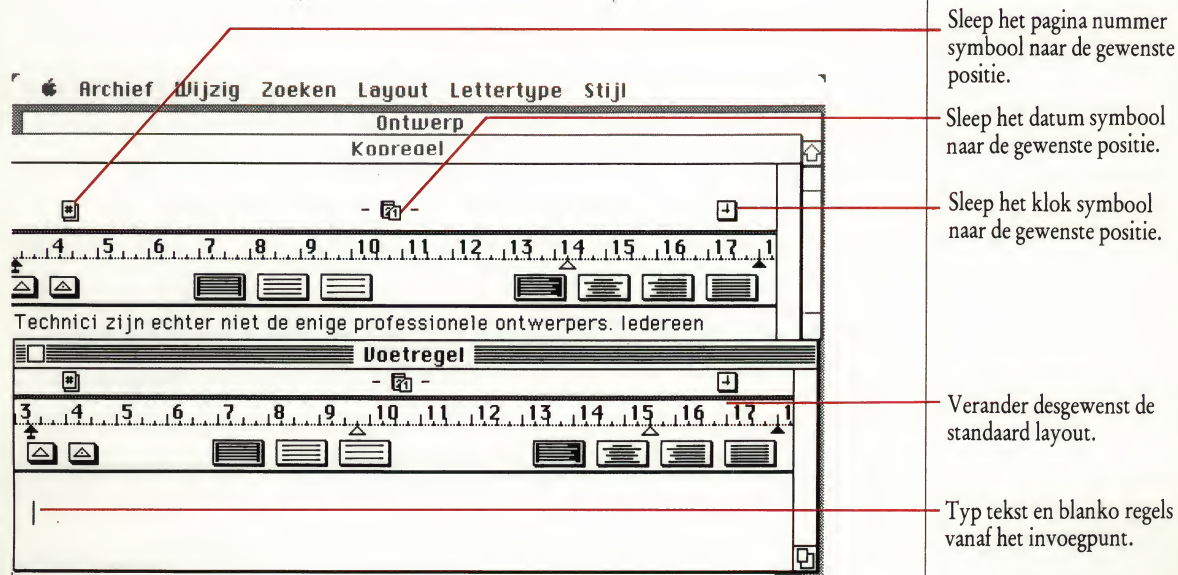 Archief Wijzig Zoeken Layout Lettertype Stijl
Ontwerp
Kopregel
4 5 6 7 8 9 10 11 12 13 14 15 16 17 1
Technici zijn echter niet de enige professionele ontwerpers. Iedereen
Voetregel
3 4 5 6 7 8 9 10 11 12 13 14 15 16 17 1
Sleep het pagina nummer
symbool naar de gewenste
positie.
Sleep het datum symbool
naar de gewenste positie.
Sleep het klok symbool
naar de gewenste positie.
Verander desgewenst de
standaard layout.
Typ tekst en blanko regels
vanaf het invoegpunt.